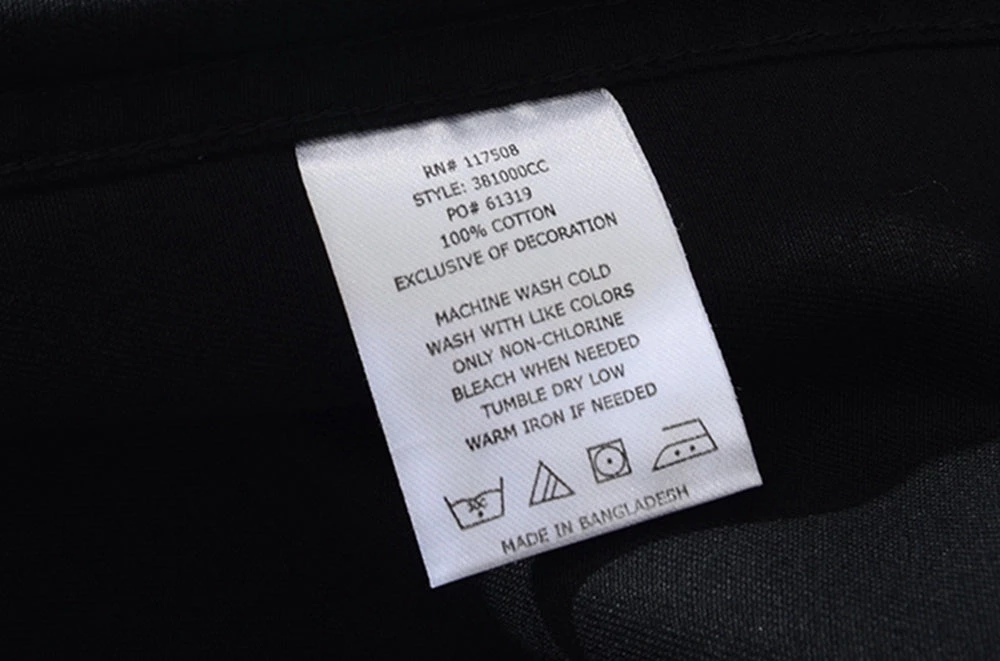 RN# 117508
STYLE: 381000CC
PO# 61319
100% COTTON
EXCLUSIVE OF DECORATION
MACHINE WASH COLD
WASH WITH LIKE COLORS
ONLY NON-CHLORINE
BLEACH WHEN NEEDED
TUMBLE DRY LOW
WARM IRON IF NEEDED
MADE IN BANGLADESH